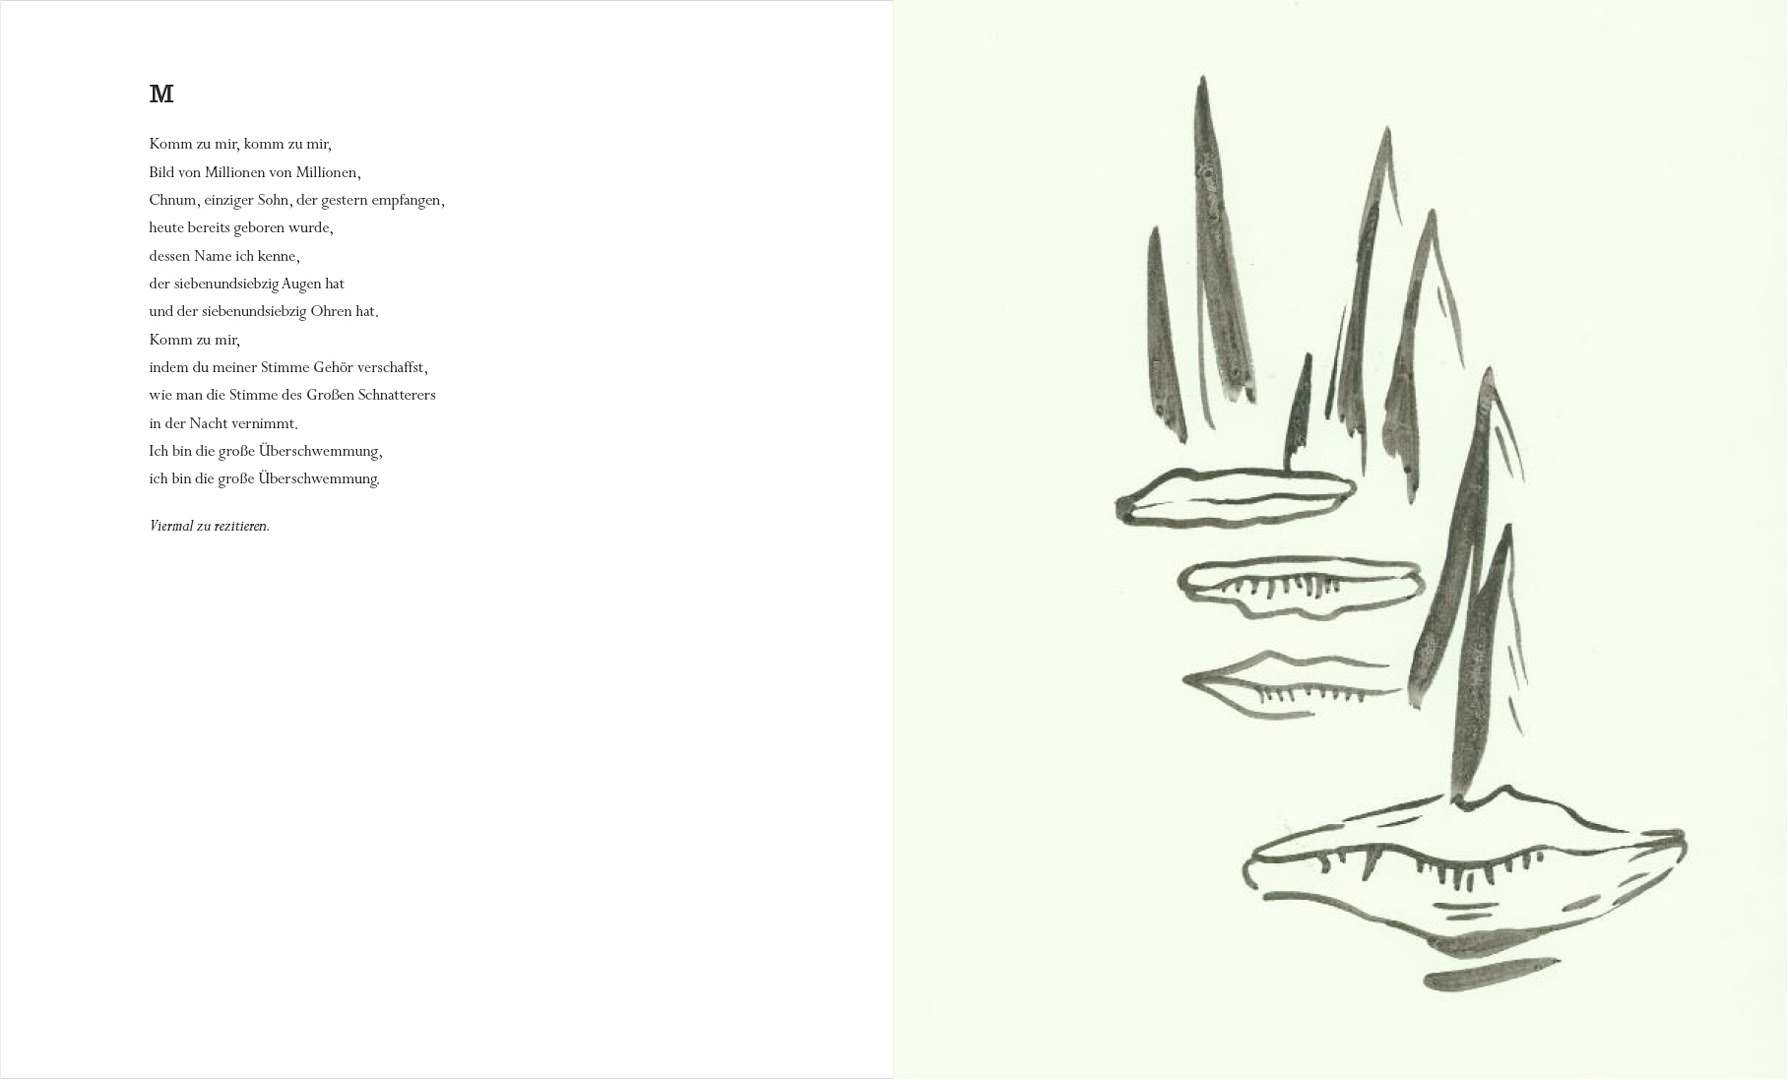 M
Komm zu mir, komm zu mir,
Bild von Millionen von Millionen,
Chnum, einziger Sohn, der gestern empfangen,
heute bereits geboren wurde,
dessen Name ich kenne,
der siebenundsiebzig Augen hat
und der siebenundsiebzig Ohren hat.
Komm zu mir,
indem du meiner Stimme Gehör verschaffst,
wie man die Stimme des Großen Schnatterers
in der Nacht vernimmt.
Ich bin die große Überschwemmung,
ich bin die große Überschwemmung.
Viermal zu rezitieren.